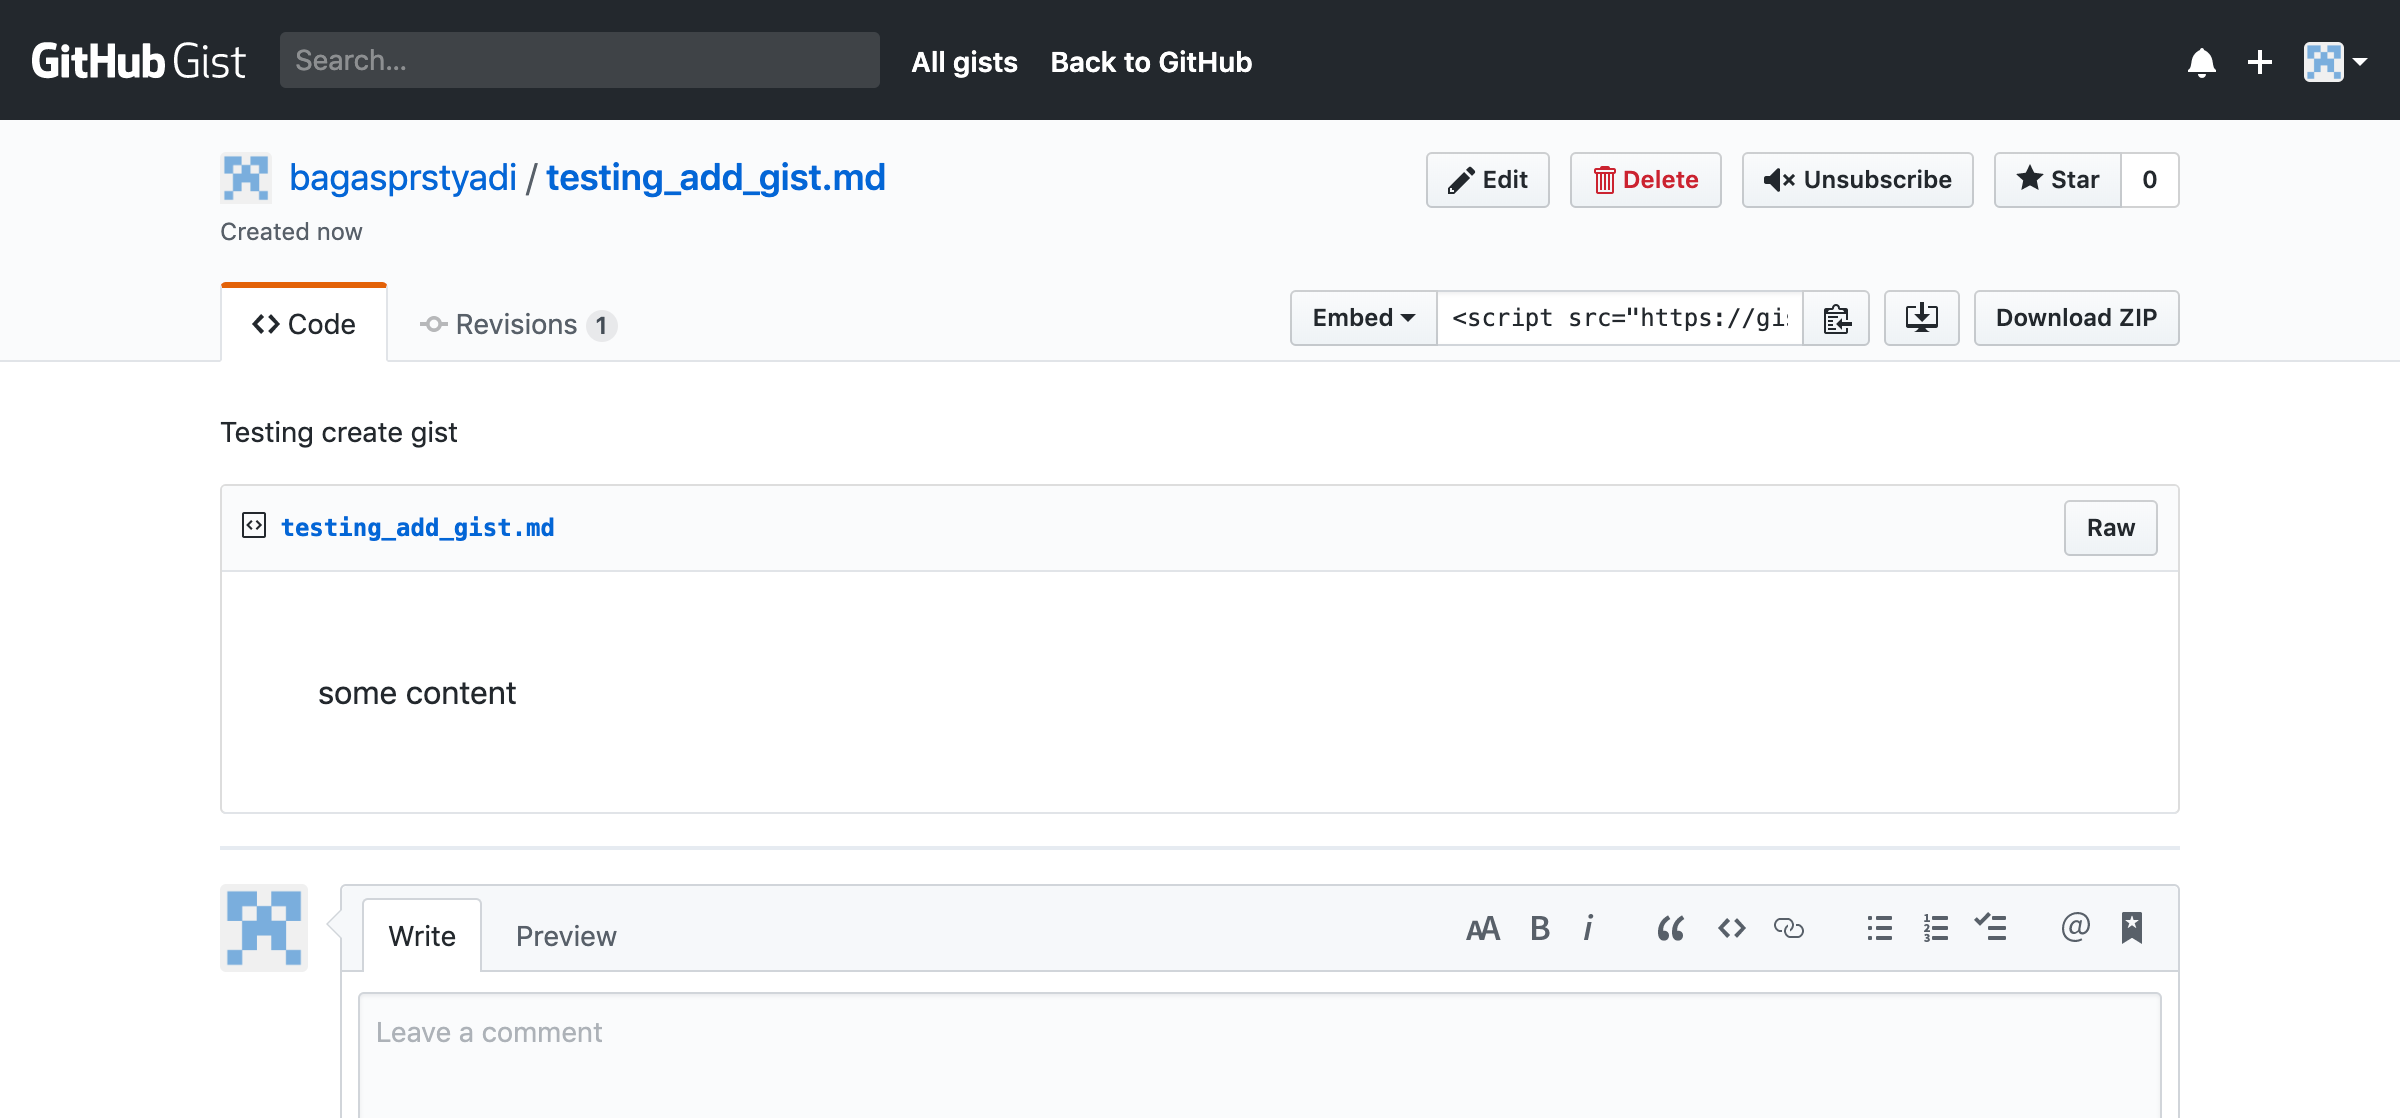 GitHub Gist Search... All gists Back to GitHub
bagasprstyadi / testing_add_gist.md Edit Delete Unsubscribe Star 0
Created now
Code Revisions 1 Embed <script src="https://gi Download ZIP
Testing create gist
testing_add_gist.md Raw
some content
Write Preview AA B i @
Leave a comment